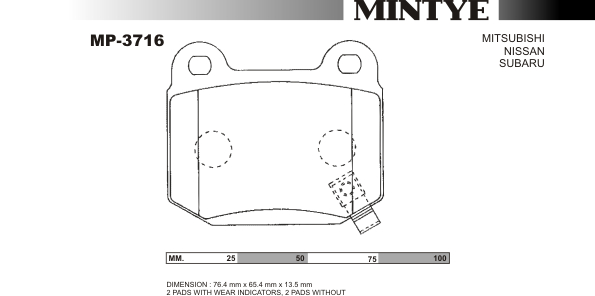 MINTYE
MP-3716
MITSUBISHI
NISSAN
SUBARU
MM. 25 50 75 100
DIMENSION : 76.4 mm x 65.4 mm x 13.5 mm
2 PADS WITH WEAR INDICATORS, 2 PADS WITHOUT